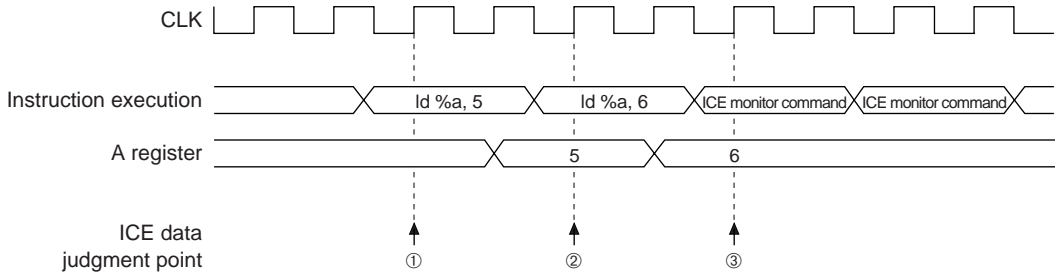 CLK
Instruction execution
ld %a, 5
ld %a, 6
ICE monitor command
ICE monitor command
A register
5
6
ICE data
judgment point
① ② ③